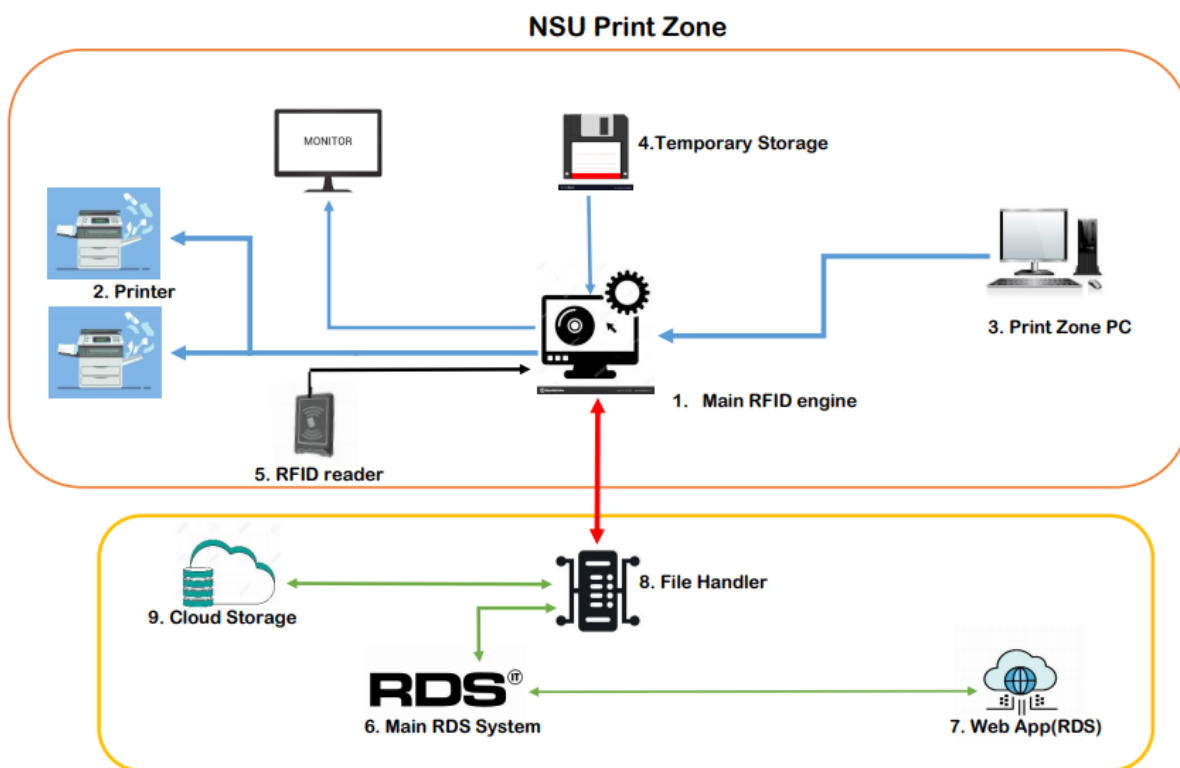 NSU Print Zone
MONITOR
4.Temporary Storage
2. Printer
3. Print Zone PC
1. Main RFID engine
5. RFID reader
8. File Handler
9. Cloud Storage
RDS IT
6. Main RDS System
7. Web App(RDS)